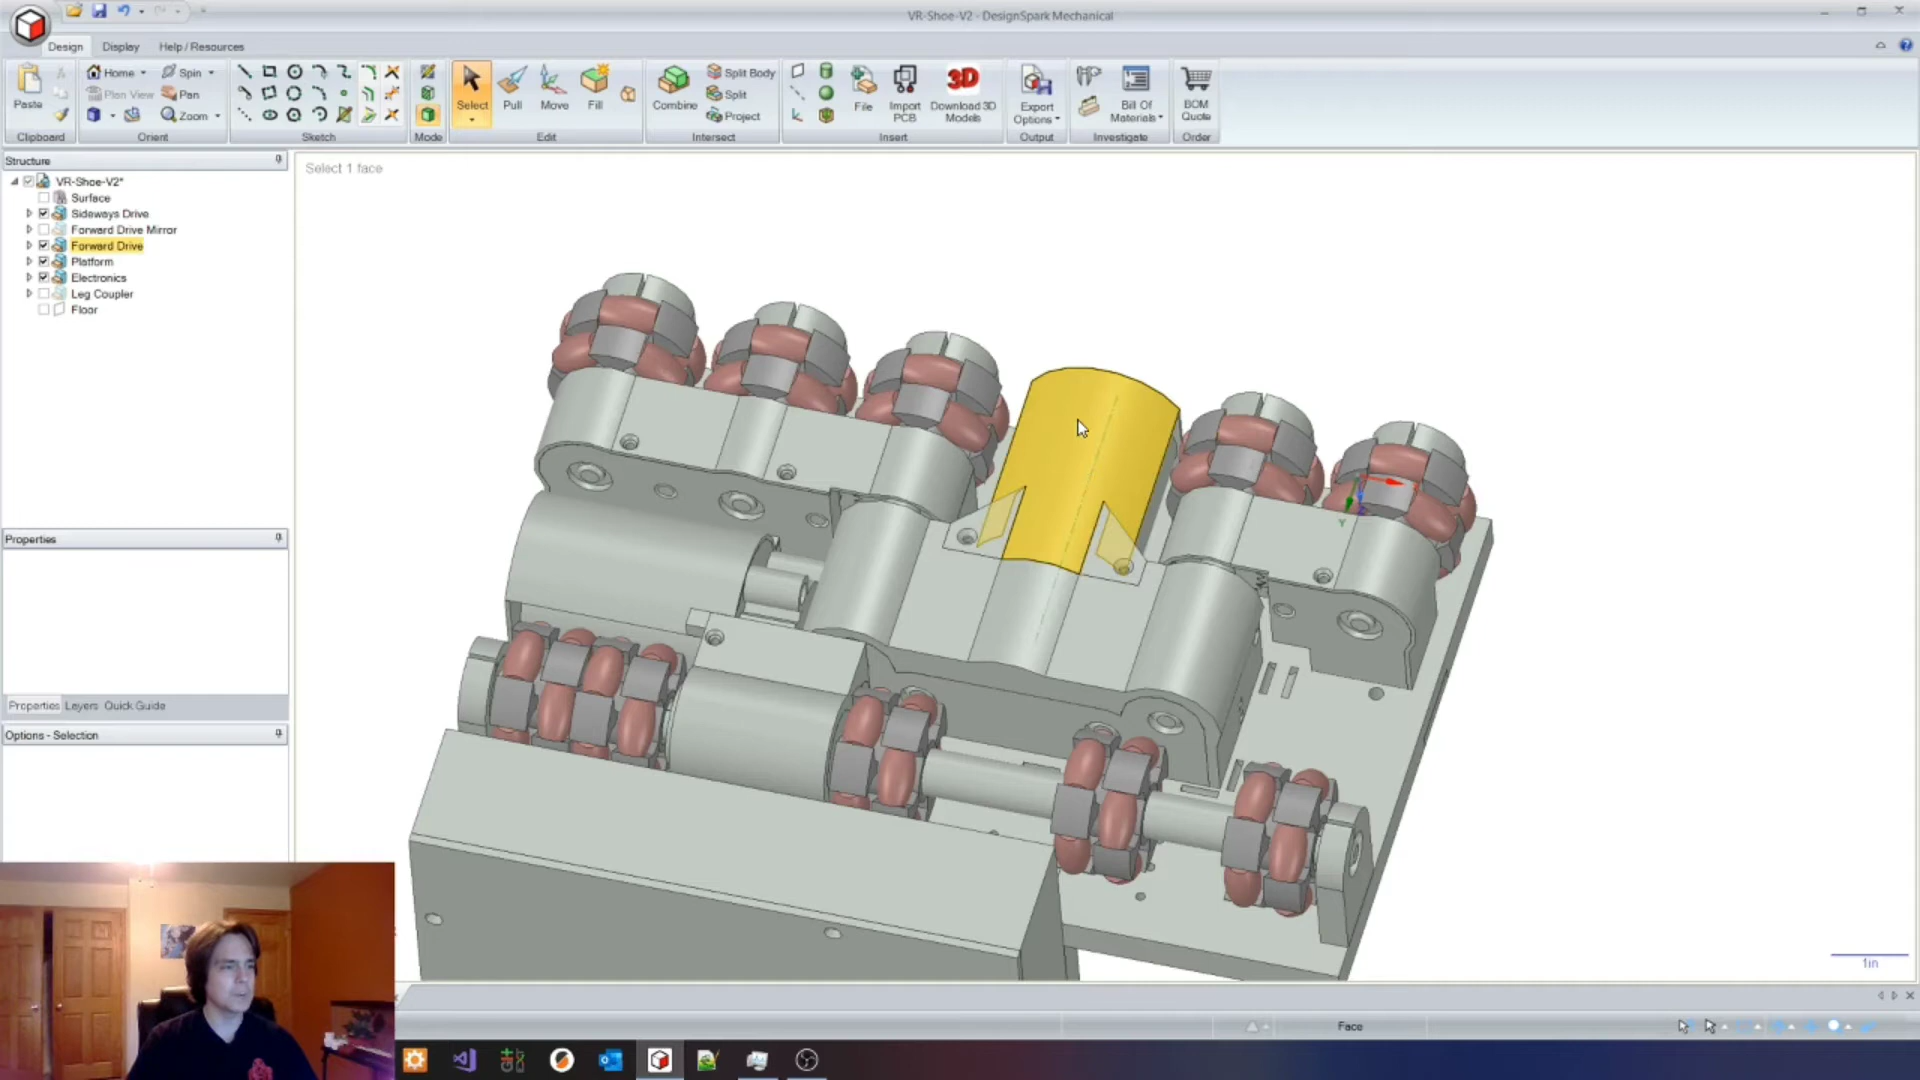 VR-Shoe-V2 - DesignSpark Mechanical
Design Display Help / Resources
Home Spin
Plan View Pan
Paste Zoom
Select Pull Move Fill
Combine Split Body
Split
Project
File Import PCB 3D Download 3D Models
Export Options
Bill Of Materials
BOM Quote
Clipboard Orient Sketch Mode Edit Intersect Insert Output Investigate Order
Structure
Select 1 face
VR-Shoe-V2*
Surface
Sideways Drive
Forward Drive Mirror
Forward Drive
Platform
Electronics
Leg Coupler
Floor
Y
Properties
Properties Layers Quick Guide
Options - Selection
1in
Face